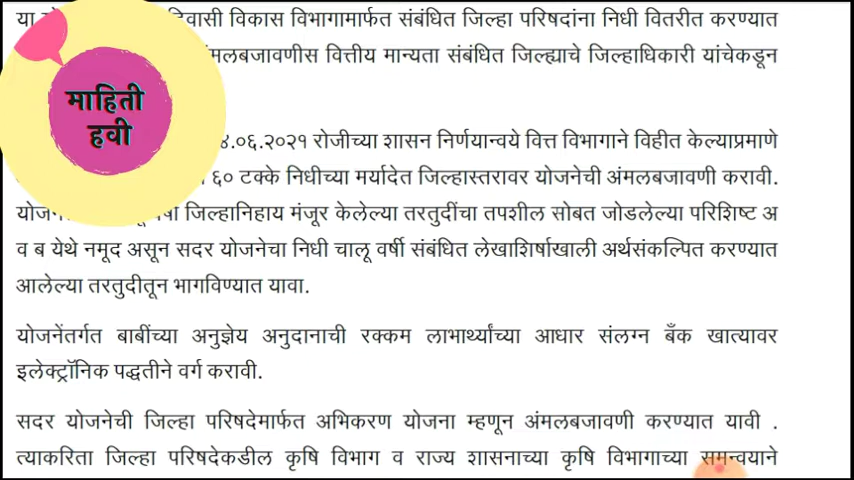 या दिवासी विकास विभागामार्फत संबंधित जिल्हा परिषदांना निधी वितरीत करण्यात
अंमलबजावणीस वित्तीय मान्यता संबंधित जिल्ह्याचे जिल्हाधिकारी यांचेकडून
माहिती
हवी
४.०६.२०२१ रोजीच्या शासन निर्णयान्वये वित्त विभागाने विहीत केल्याप्रमाणे
६० टक्के निधीच्या मर्यादेत जिल्हास्तरावर योजनेची अंमलबजावणी करावी.
जिल्हानिहाय मंजूर केलेल्या तरतुदींचा तपशील सोबत जोडलेल्या परिशिष्ट अ
व ब येथे नमूद असून सदर योजनेचा निधी चालू वर्षी संबंधित लेखाशिर्षाखाली अर्थसंकल्पित करण्यात
आलेल्या तरतुदीतून भागविण्यात यावा.
योजनेंतर्गत बाबींच्या अनुज्ञेय अनुदानाची रक्कम लाभार्थ्यांच्या आधार संलग्न बँक खात्यावर
इलेक्ट्रॉनिक पद्धतीने वर्ग करावी.
सदर योजनेची जिल्हा परिषदेमार्फत अभिकरण योजना म्हणून अंमलबजावणी करण्यात यावी .
त्याकरिता जिल्हा परिषदेकडील कृषि विभाग व राज्य शासनाच्या कृषि विभागाच्या समन्वयाने